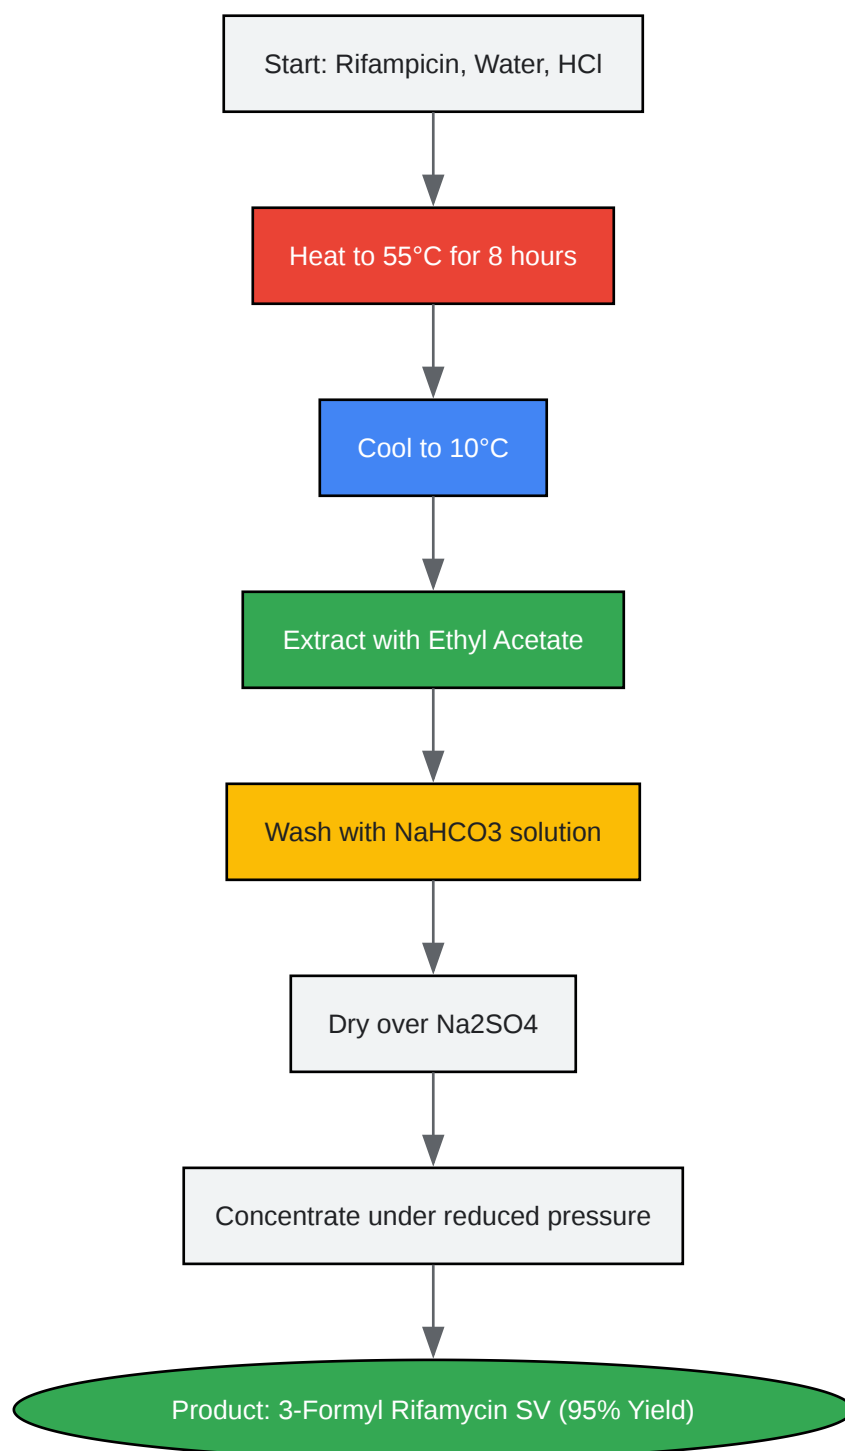 Start: Rifampicin, Water, HCl
Heat to 55°C for 8 hours
Cool to 10°C
Extract with Ethyl Acetate
Wash with NaHCO3 solution
Dry over Na2SO4
Concentrate under reduced pressure
Product: 3-Formyl Rifamycin SV (95% Yield)